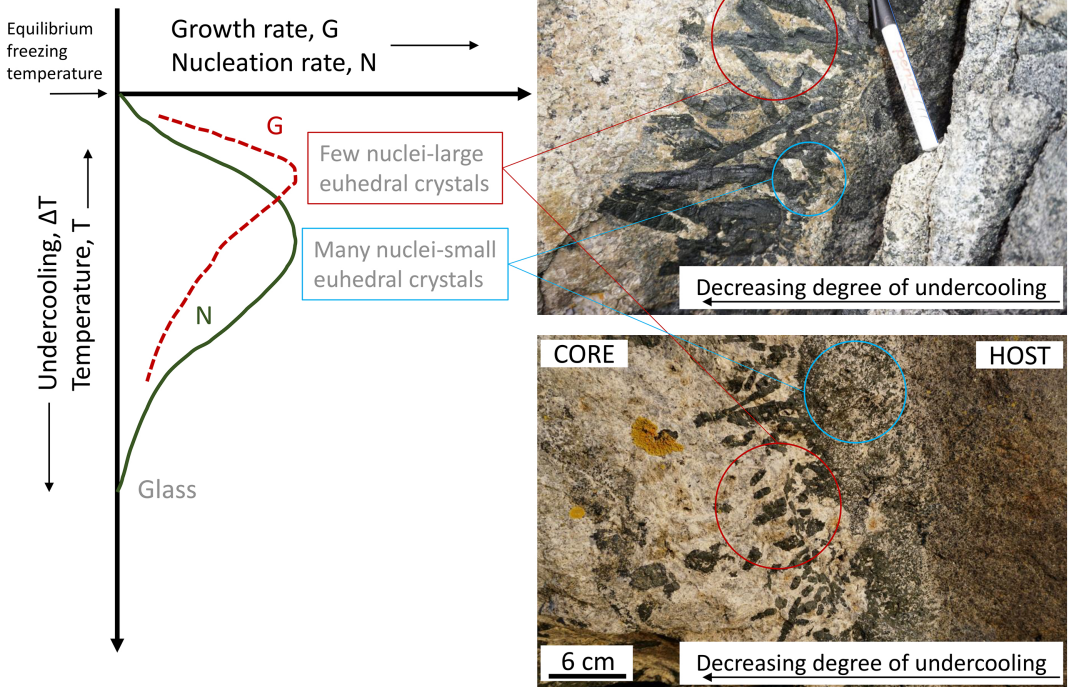 Equilibrium
freezing
temperature
Growth rate, G
Nucleation rate, N
G
N
Undercooling, ΔT
Temperature, T
Glass
Few nuclei-large
euhedral crystals
Many nuclei-small
euhedral crystals
Decreasing degree of undercooling
CORE
HOST
6 cm
Decreasing degree of undercooling